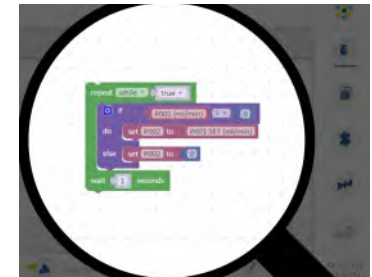 repeat while true
if P001 (ml/min) 0
do set P002 to P001 SET (ml/min)
else set P002 to 0
wait 1 seconds